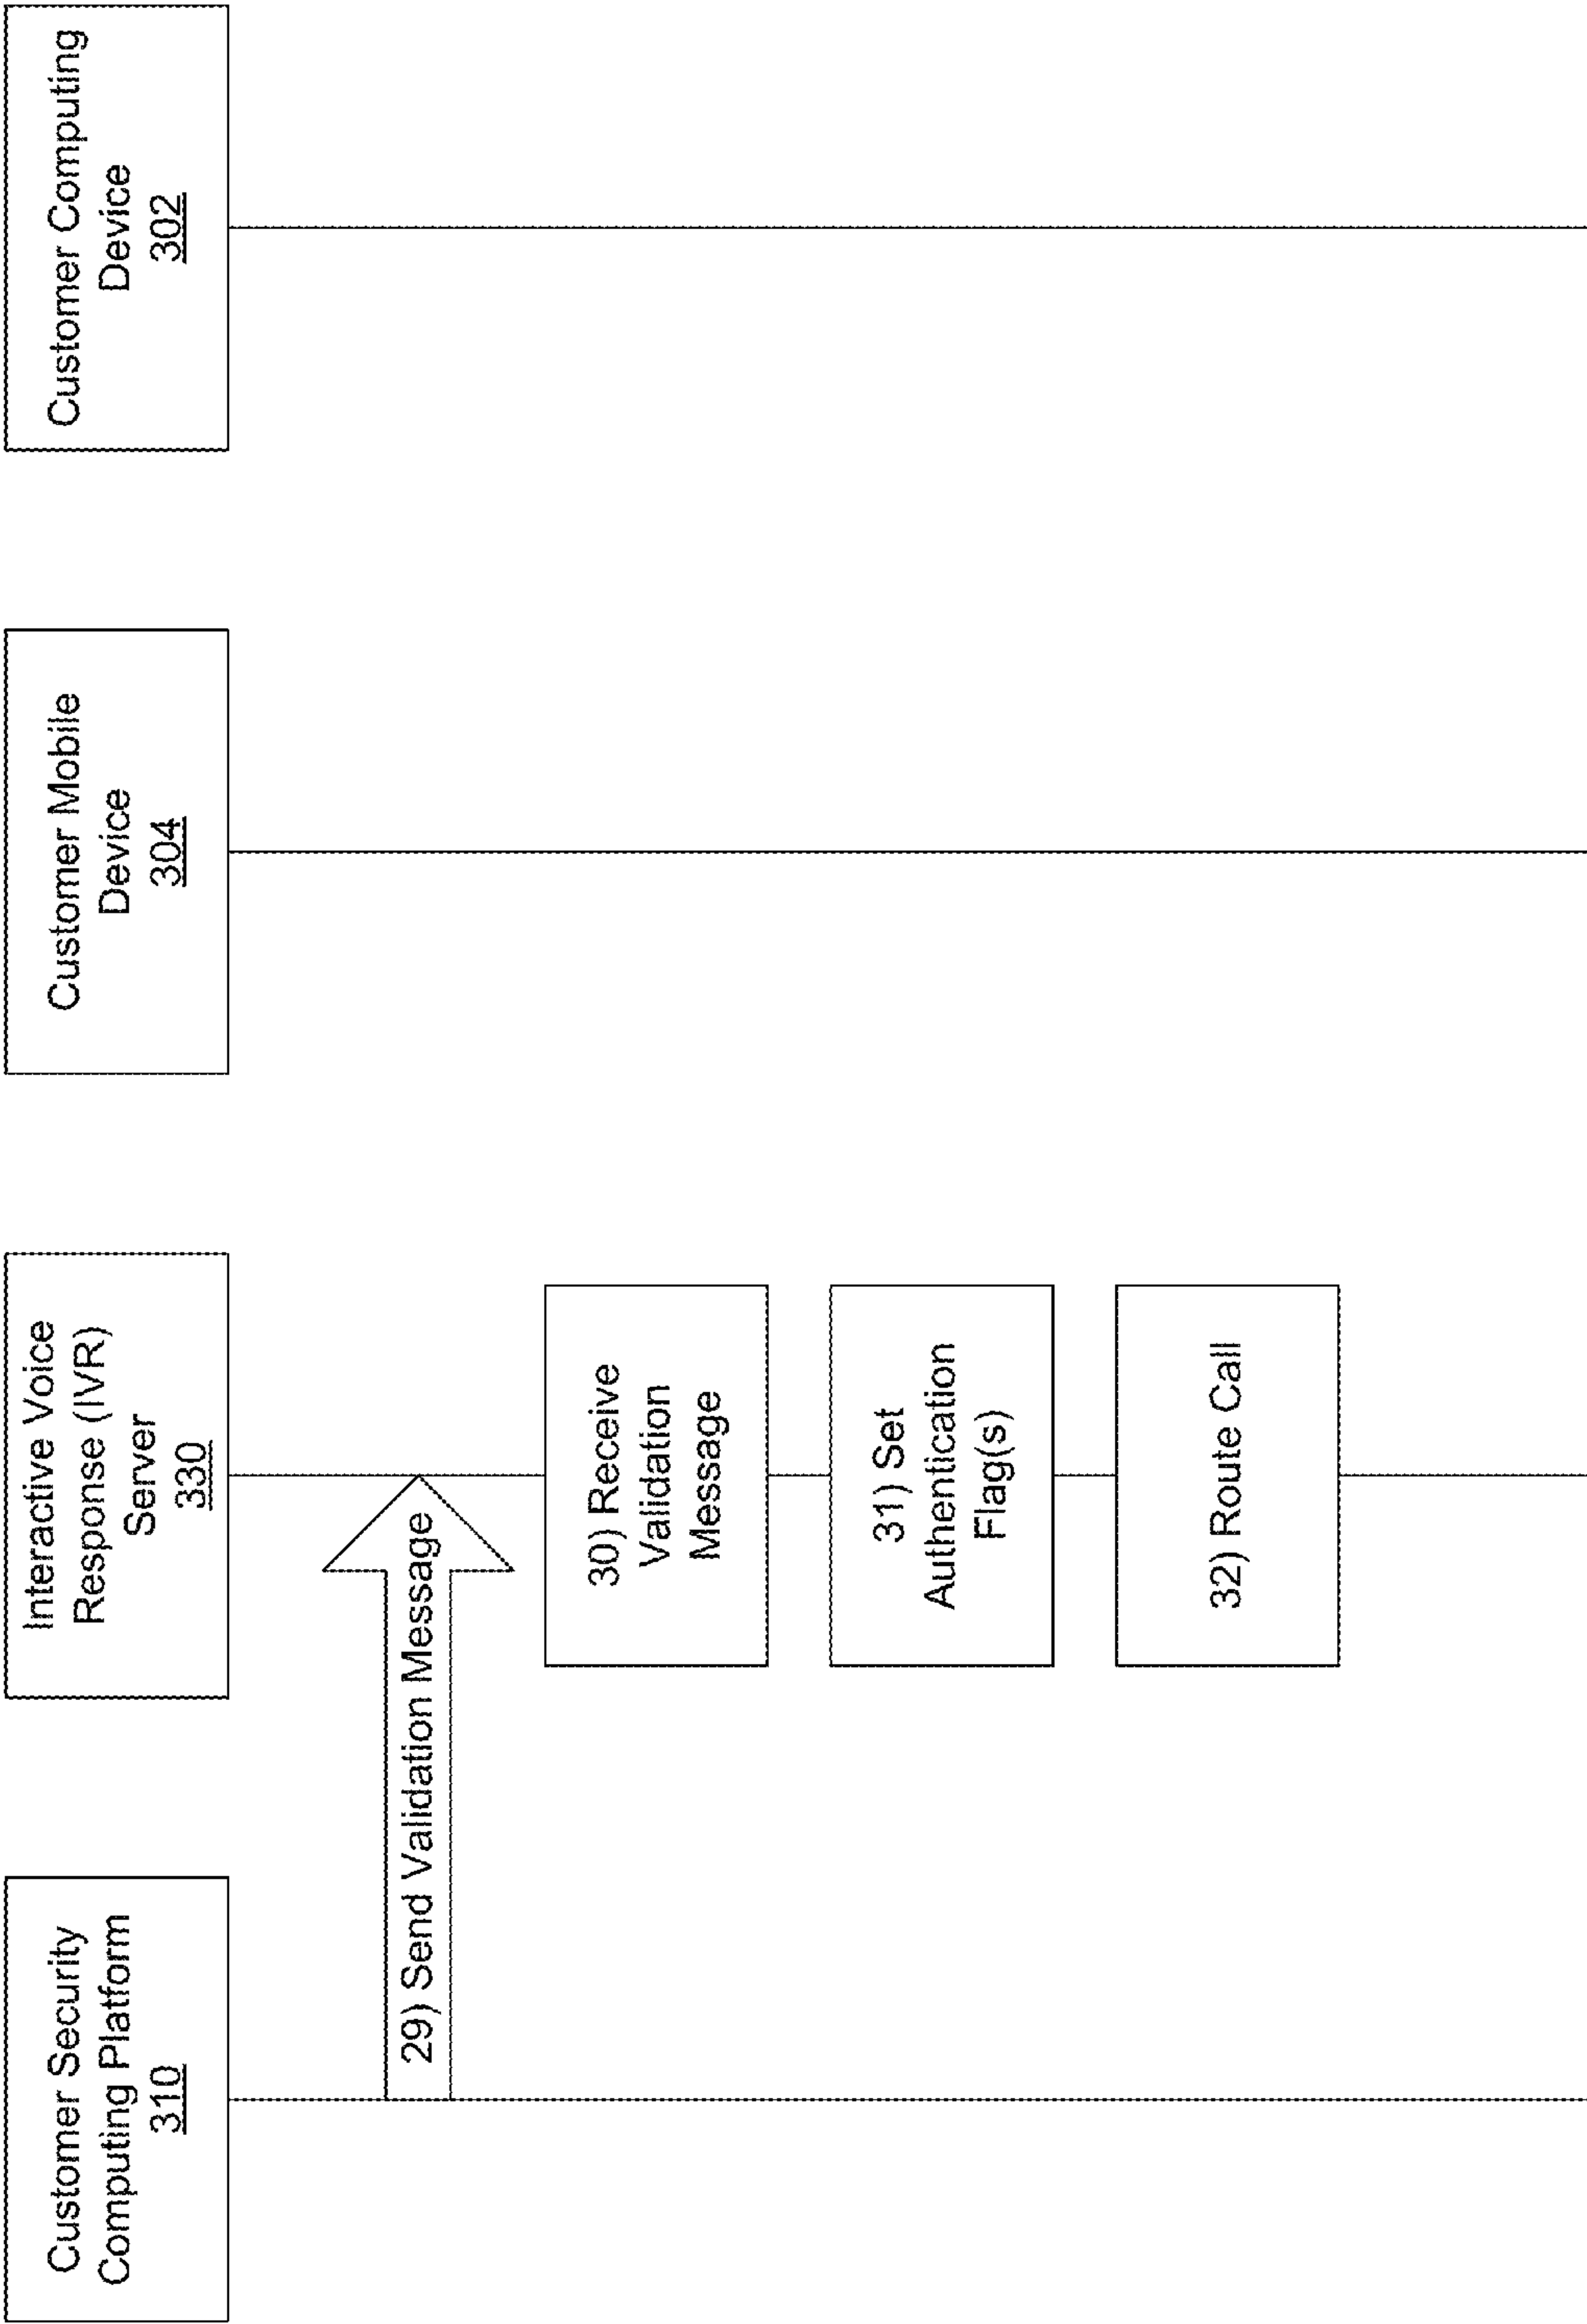 Customer Security
Computing Platform
310
Interactive Voice
Response (IVR)
Server
330
Customer Mobile
Device
304
Customer Computing
Device
302
29) Send Validation Message
30) Receive
Validation
Message
31) Set
Authentication
Flag(s)
32) Route Call